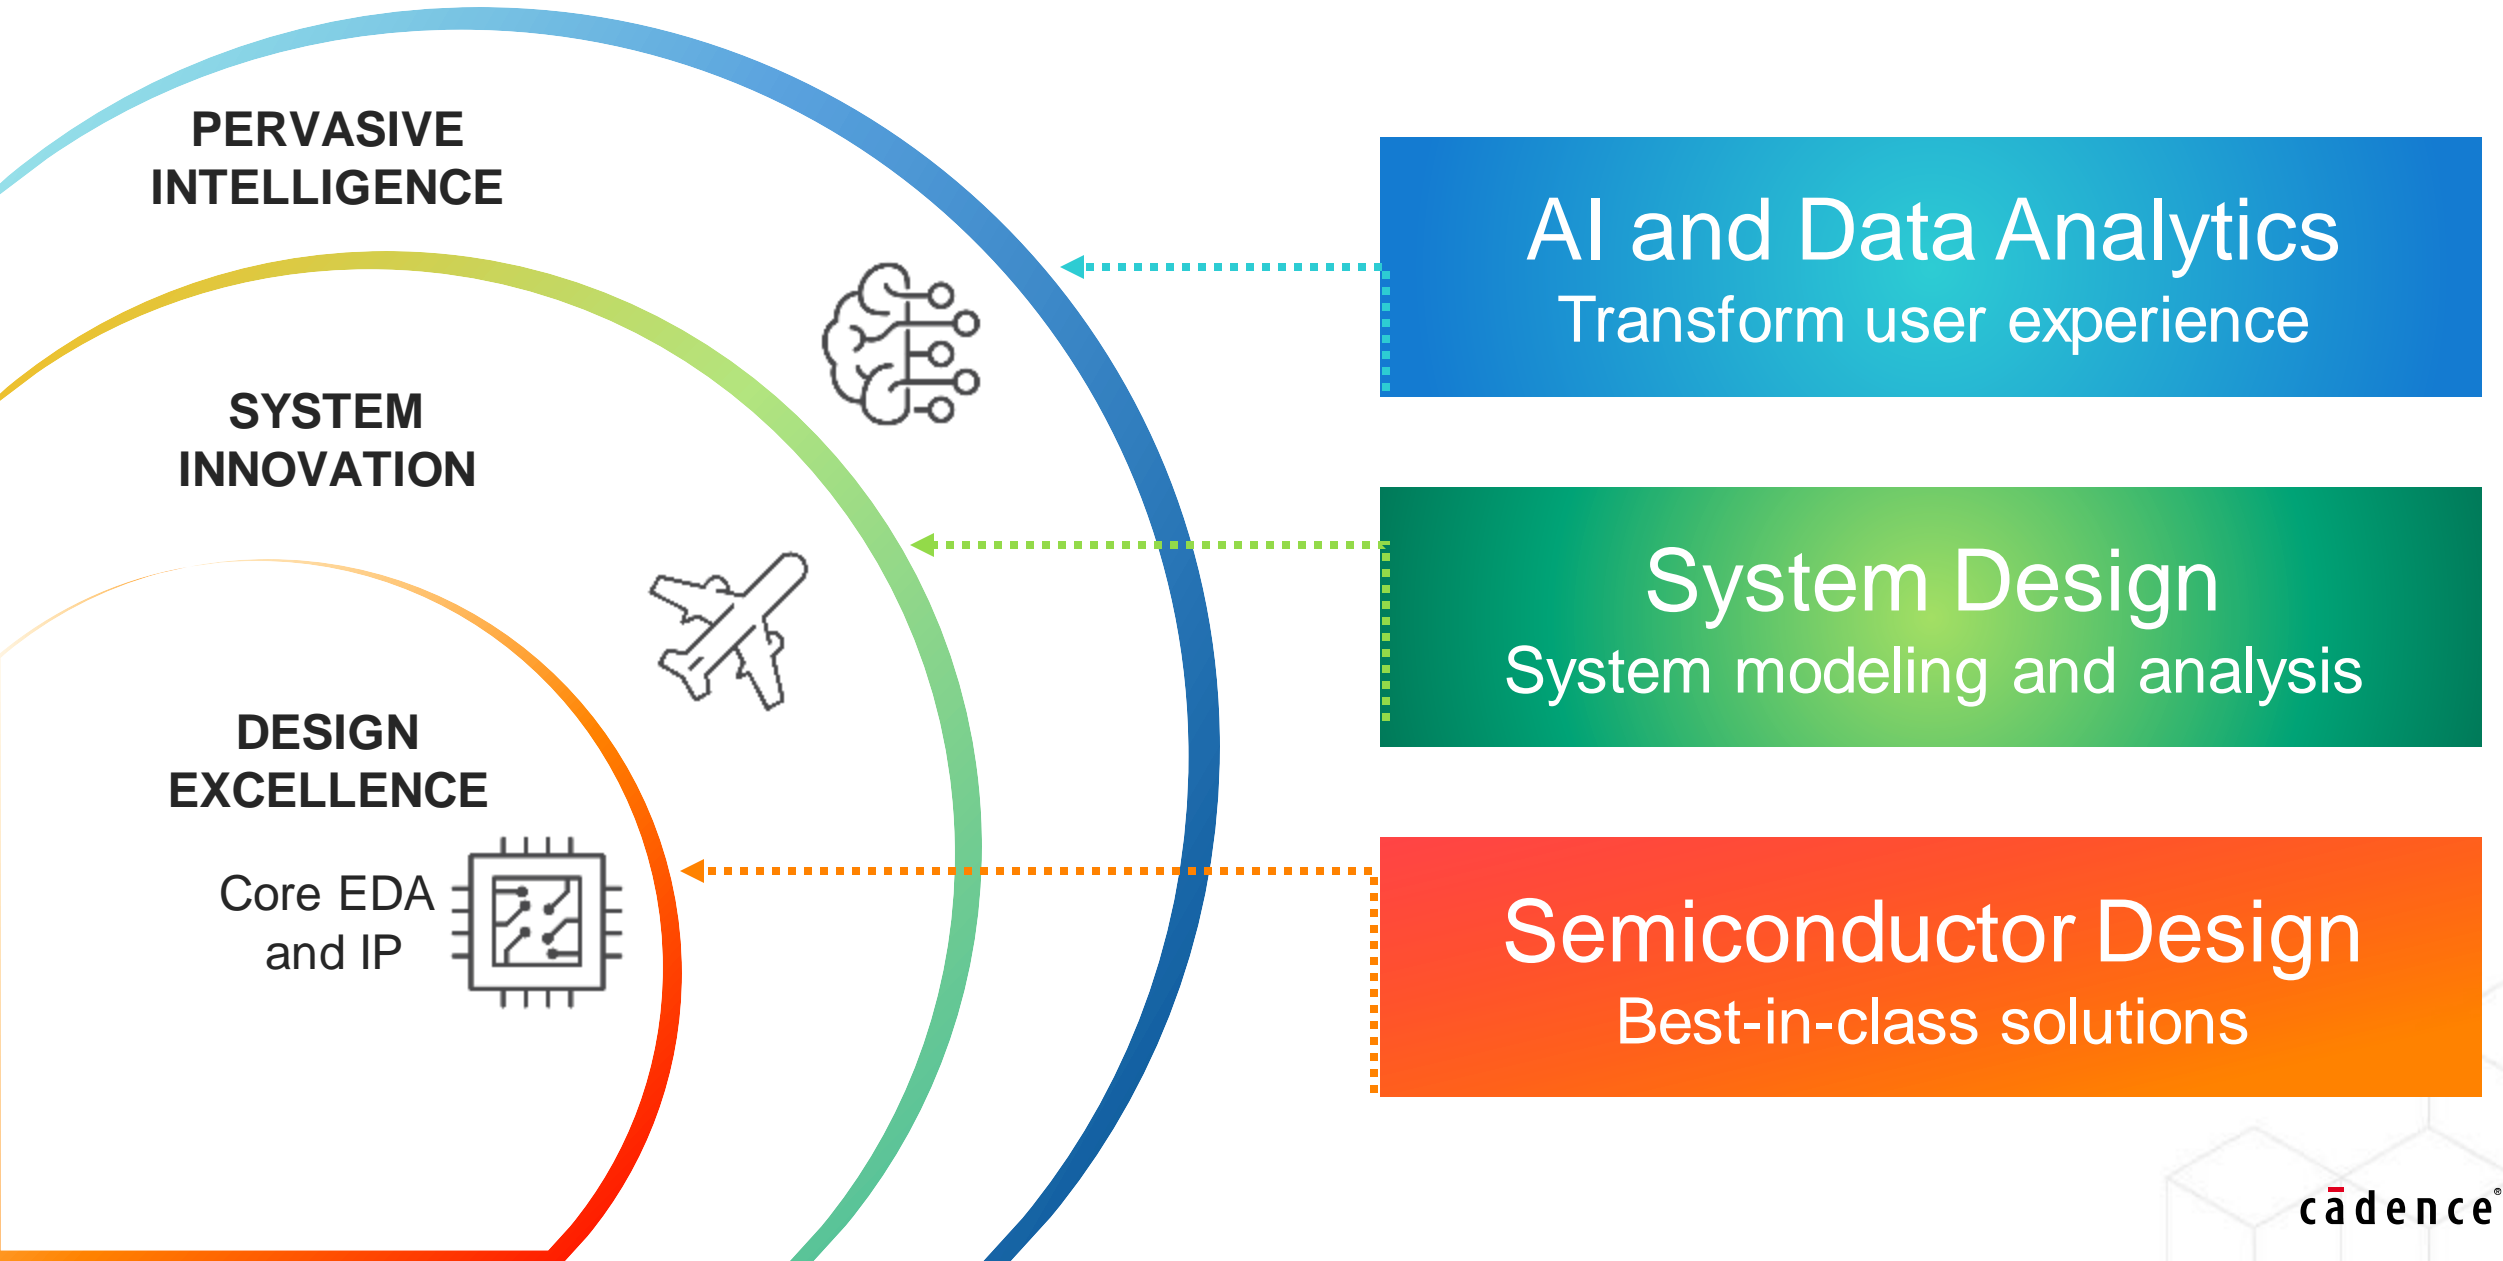 PERVASIVE
INTELLIGENCE
SYSTEM
INNOVATION
DESIGN
EXCELLENCE
Core EDA
and IP
AI and Data Analytics
Transform user experience
System Design
System modeling and analysis
Semiconductor Design
Best-in-class solutions
cādence®